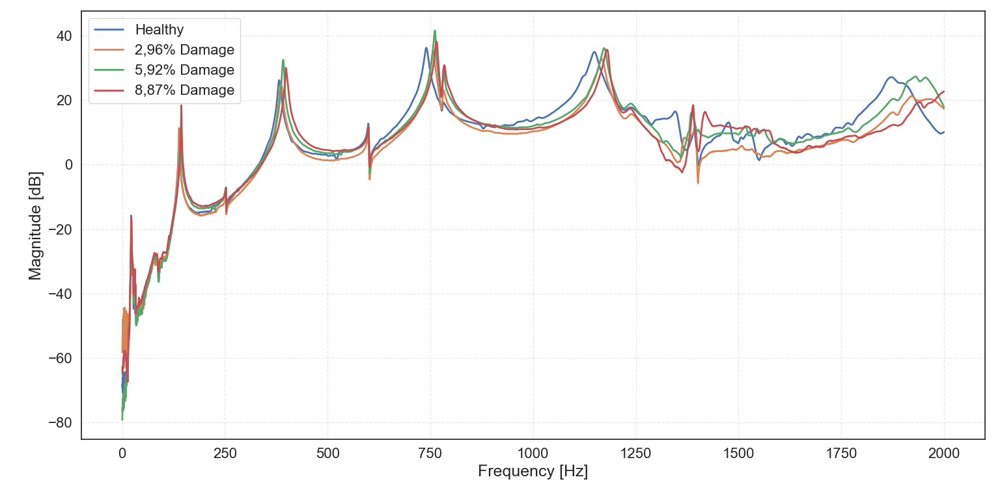 Healthy
2,96% Damage
5,92% Damage
8,87% Damage
40
20
0
−20
−40
−60
−80
Magnitude [dB]
0 250 500 750 1000 1250 1500 1750 2000
Frequency [Hz]